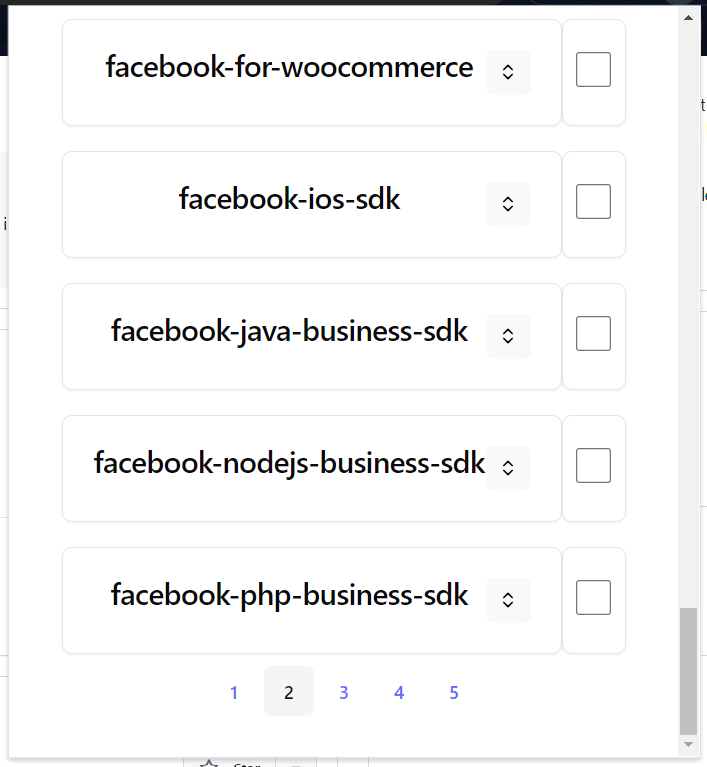 facebook-for-woocommerce
facebook-ios-sdk
facebook-java-business-sdk
facebook-nodejs-business-sdk
facebook-php-business-sdk
1 2 3 4 5